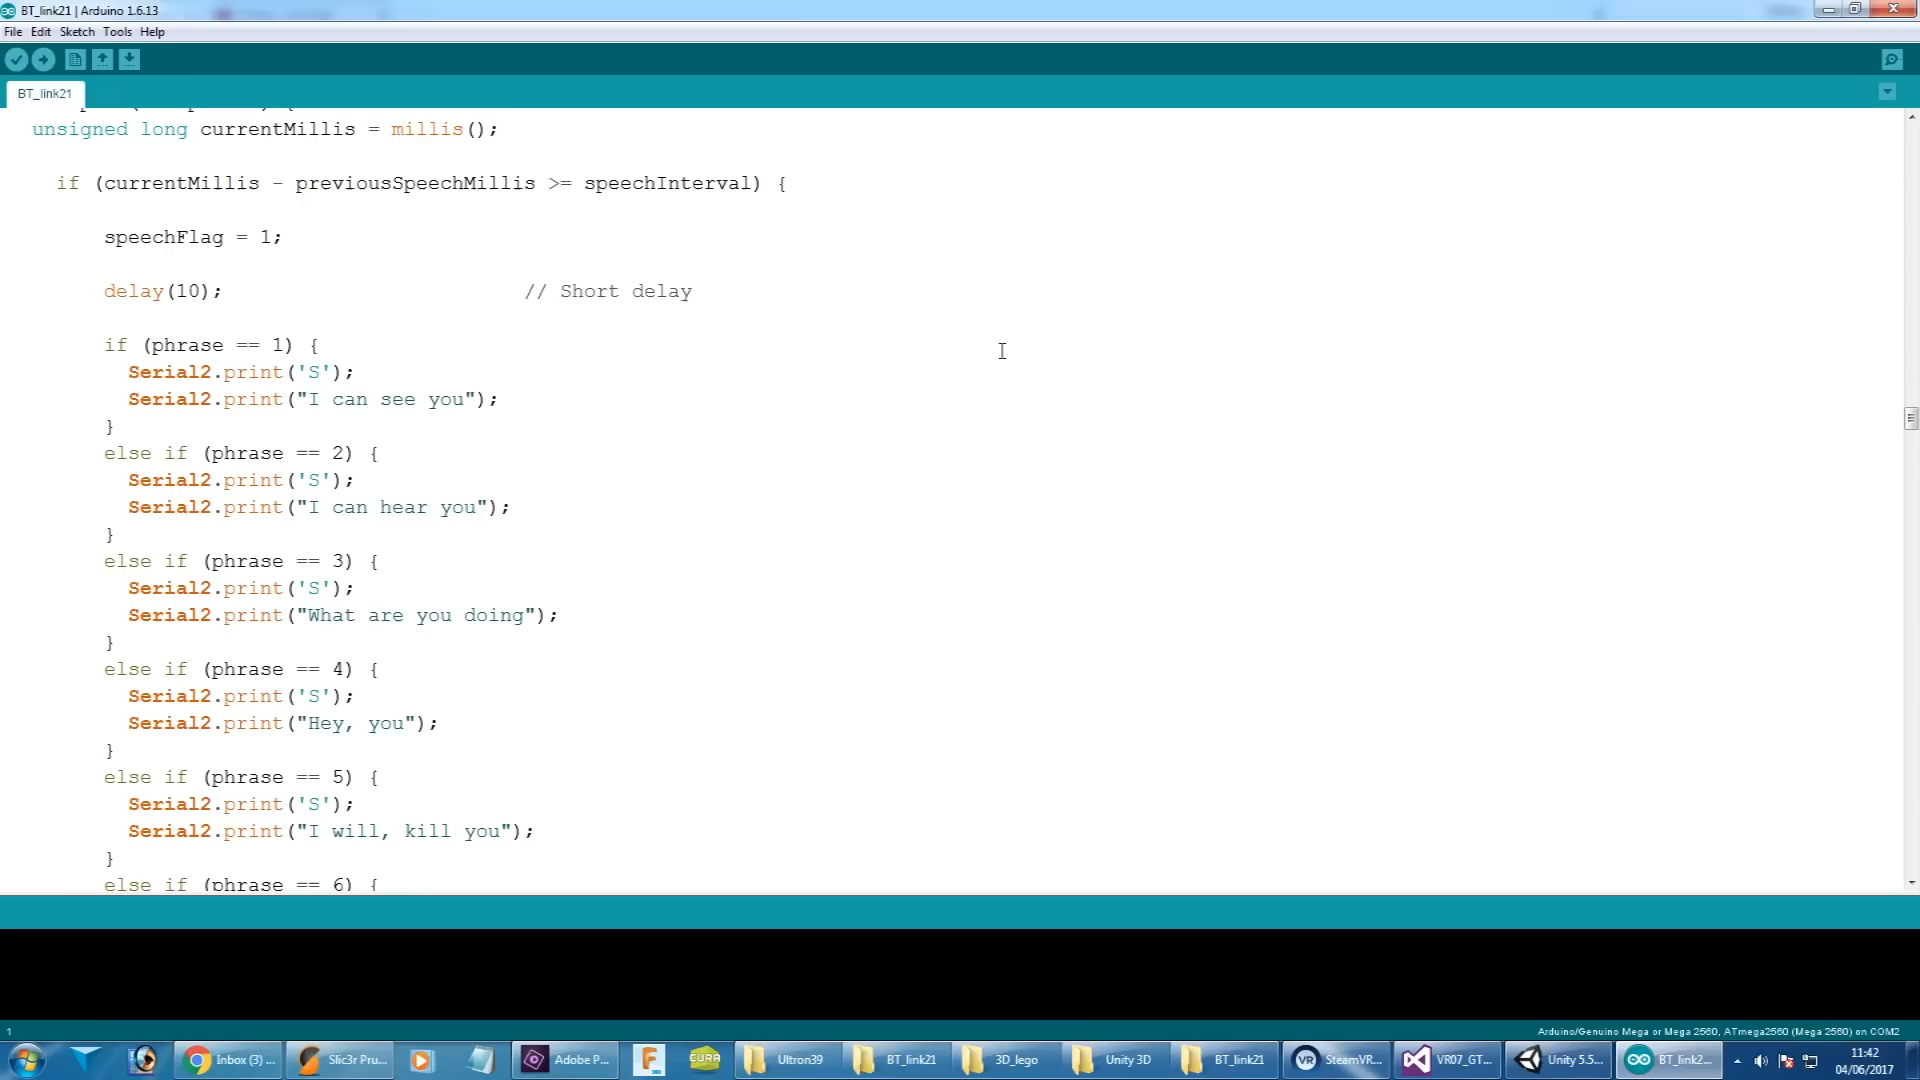 BT_link21 | Arduino 1.6.13
File Edit Sketch Tools Help
BT_link21
unsigned long currentMillis = millis();
if (currentMillis - previousSpeechMillis >= speechInterval) {
speechFlag = 1;
delay(10); // Short delay
if (phrase == 1) {
Serial2.print('S');
Serial2.print("I can see you");
}
else if (phrase == 2) {
Serial2.print('S');
Serial2.print("I can hear you");
}
else if (phrase == 3) {
Serial2.print('S');
Serial2.print("What are you doing");
}
else if (phrase == 4) {
Serial2.print('S');
Serial2.print("Hey, you");
}
else if (phrase == 5) {
Serial2.print('S');
Serial2.print("I will, kill you");
}
else if (phrase == 6) {
1 Arduino/Genuino Mega or Mega 2560, ATmega2560 (Mega 2560) on COM2
Inbox (3) ... Slic3r Pru... Adobe P... CURA Ultron39 BT_link21 3D_lego Unity 3D BT_link21 VR SteamVR... VR07_GT... Unity 5.5... BT_link2... 11:42
04/06/2017